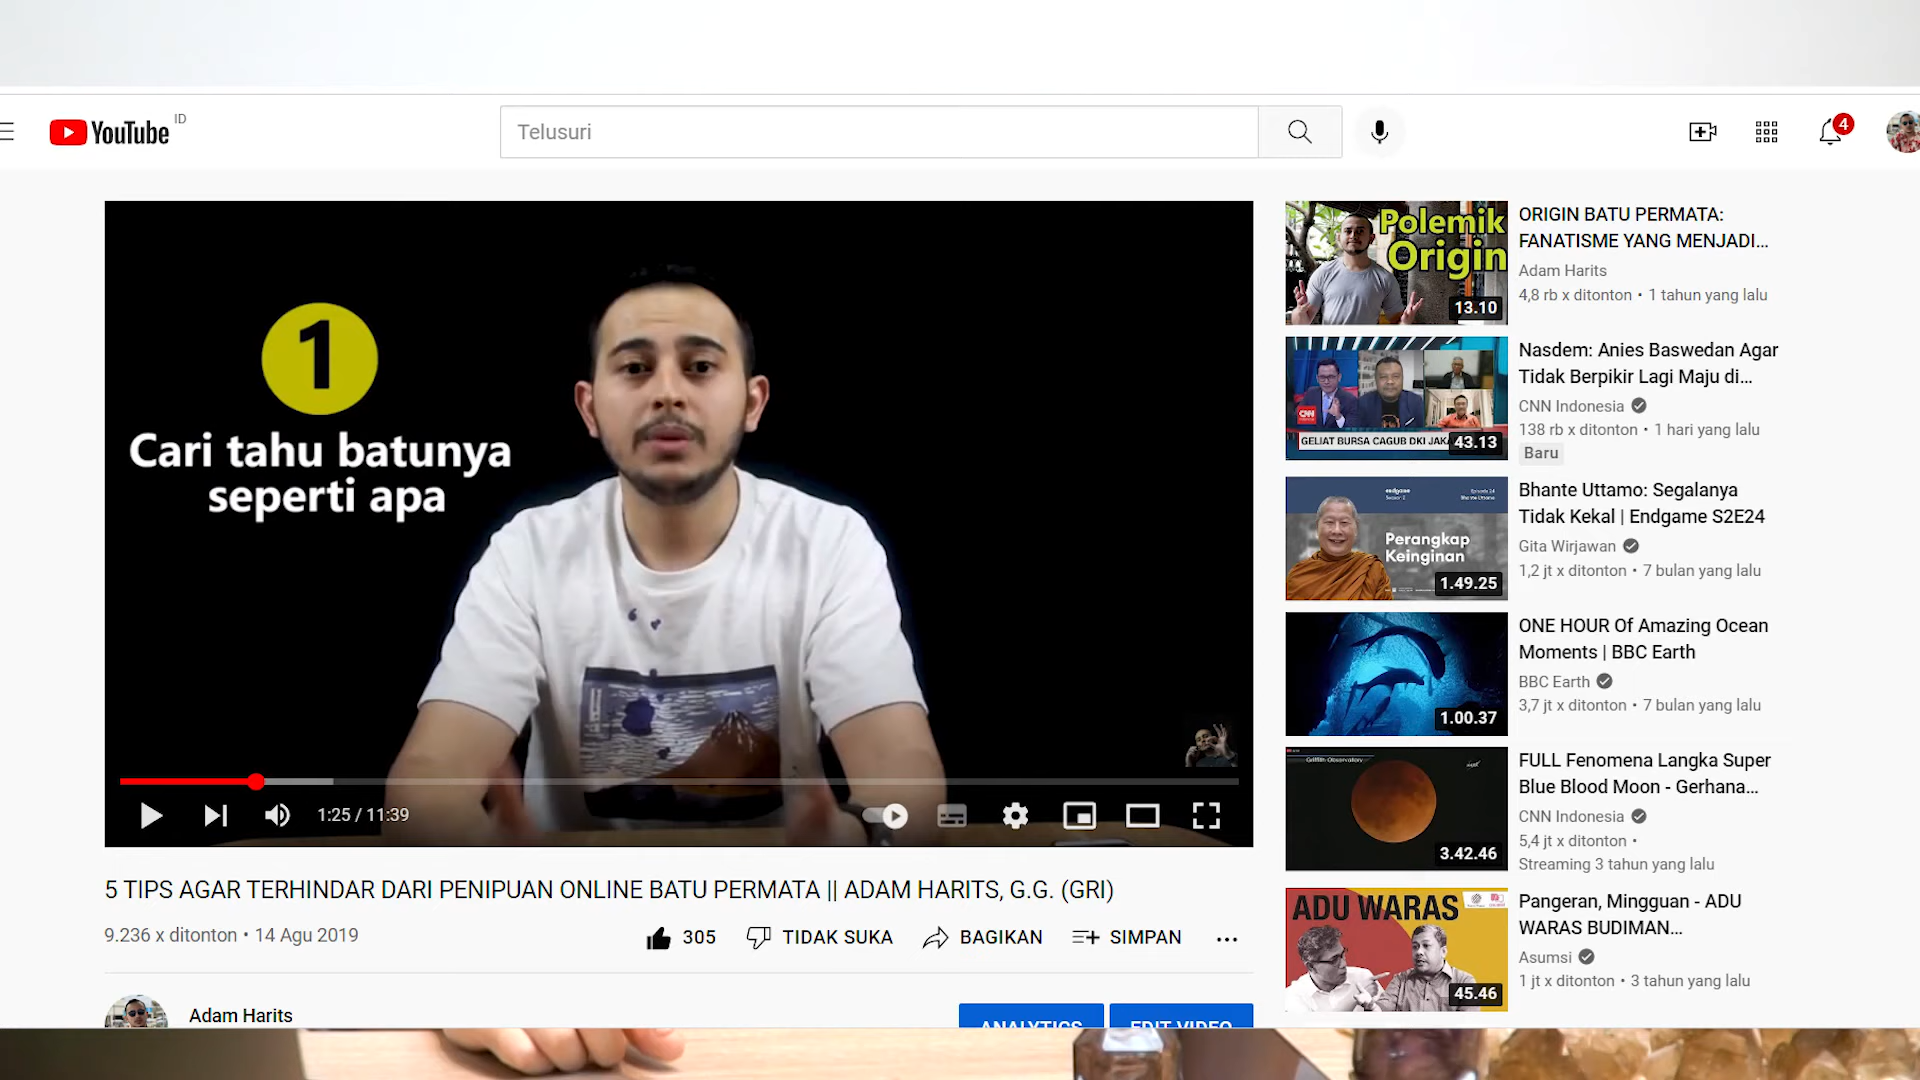 YouTube ID
Telusuri
4
1
Cari tahu batunya
seperti apa
1:25 / 11:39
5 TIPS AGAR TERHINDAR DARI PENIPUAN ONLINE BATU PERMATA || ADAM HARITS, G.G. (GRI)
9.236 x ditonton • 14 Agu 2019
305
TIDAK SUKA
BAGIKAN
SIMPAN
Adam Harits
ANALYTICS
EDIT VIDEO
Polemik
Origin
13.10
ORIGIN BATU PERMATA:
FANATISME YANG MENJADI...
Adam Harits
4,8 rb x ditonton • 1 tahun yang lalu
CNN
GELIAT BURSA CAGUB DKI JAKA
43.13
Nasdem: Anies Baswedan Agar
Tidak Berpikir Lagi Maju di...
CNN Indonesia
138 rb x ditonton • 1 hari yang lalu
Baru
endgame
Perangkap
Keinginan
1.49.25
Bhante Uttamo: Segalanya
Tidak Kekal | Endgame S2E24
Gita Wirjawan
1,2 jt x ditonton • 7 bulan yang lalu
1.00.37
ONE HOUR Of Amazing Ocean
Moments | BBC Earth
BBC Earth
3,7 jt x ditonton • 7 bulan yang lalu
Griffith Observatory
3.42.46
FULL Fenomena Langka Super
Blue Blood Moon - Gerhana...
CNN Indonesia
5,4 jt x ditonton •
Streaming 3 tahun yang lalu
ADU WARAS
45.46
Pangeran, Mingguan - ADU
WARAS BUDIMAN...
Asumsi
1 jt x ditonton • 3 tahun yang lalu